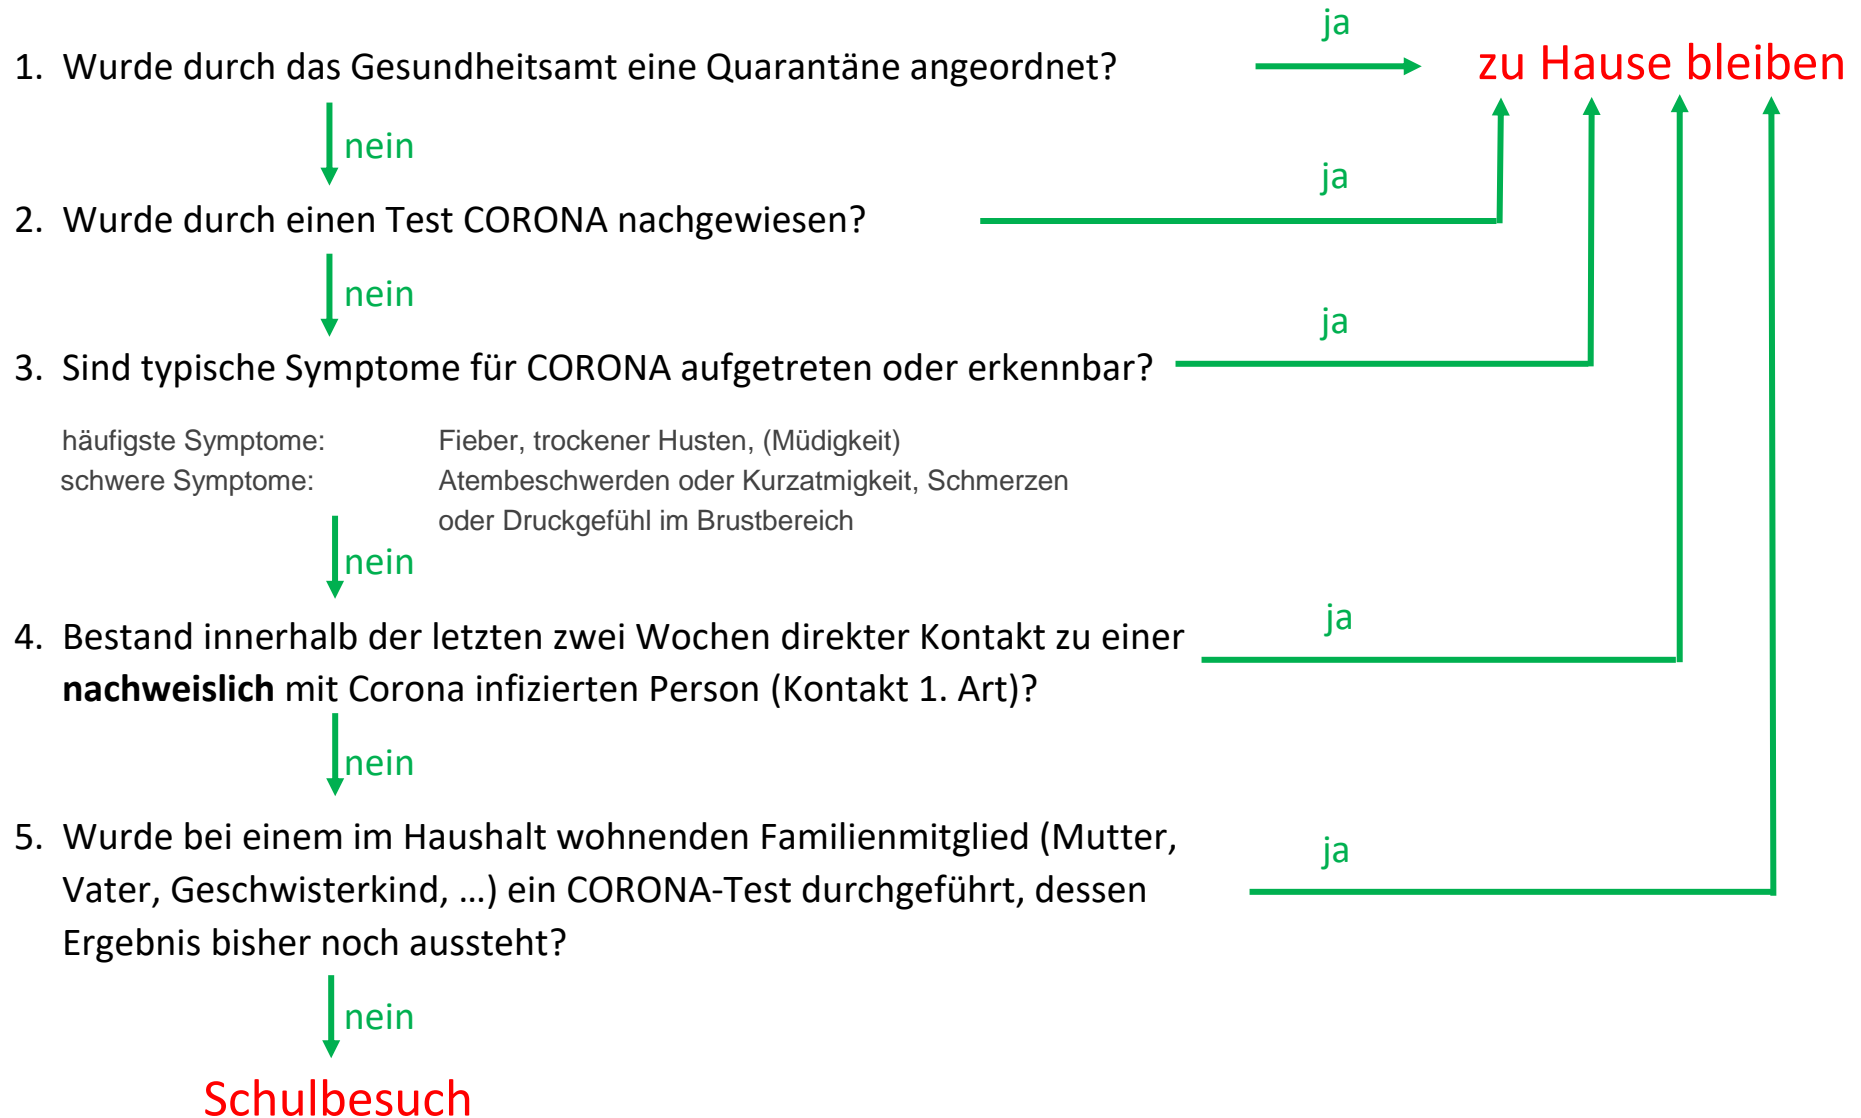 ja
1. Wurde durch das Gesundheitsamt eine Quarantäne angeordnet?
zu Hause bleiben
nein
ja
2. Wurde durch einen Test CORONA nachgewiesen?
nein
ja
3. Sind typische Symptome für CORONA aufgetreten oder erkennbar?
häufigste Symptome: Fieber, trockener Husten, (Müdigkeit)
schwere Symptome: Atembeschwerden oder Kurzatmigkeit, Schmerzen
oder Druckgefühl im Brustbereich
nein
ja
4. Bestand innerhalb der letzten zwei Wochen direkter Kontakt zu einer
nachweislich mit Corona infizierten Person (Kontakt 1. Art)?
nein
5. Wurde bei einem im Haushalt wohnenden Familienmitglied (Mutter,
ja
Vater, Geschwisterkind, …) ein CORONA-Test durchgeführt, dessen
Ergebnis bisher noch aussteht?
nein
Schulbesuch